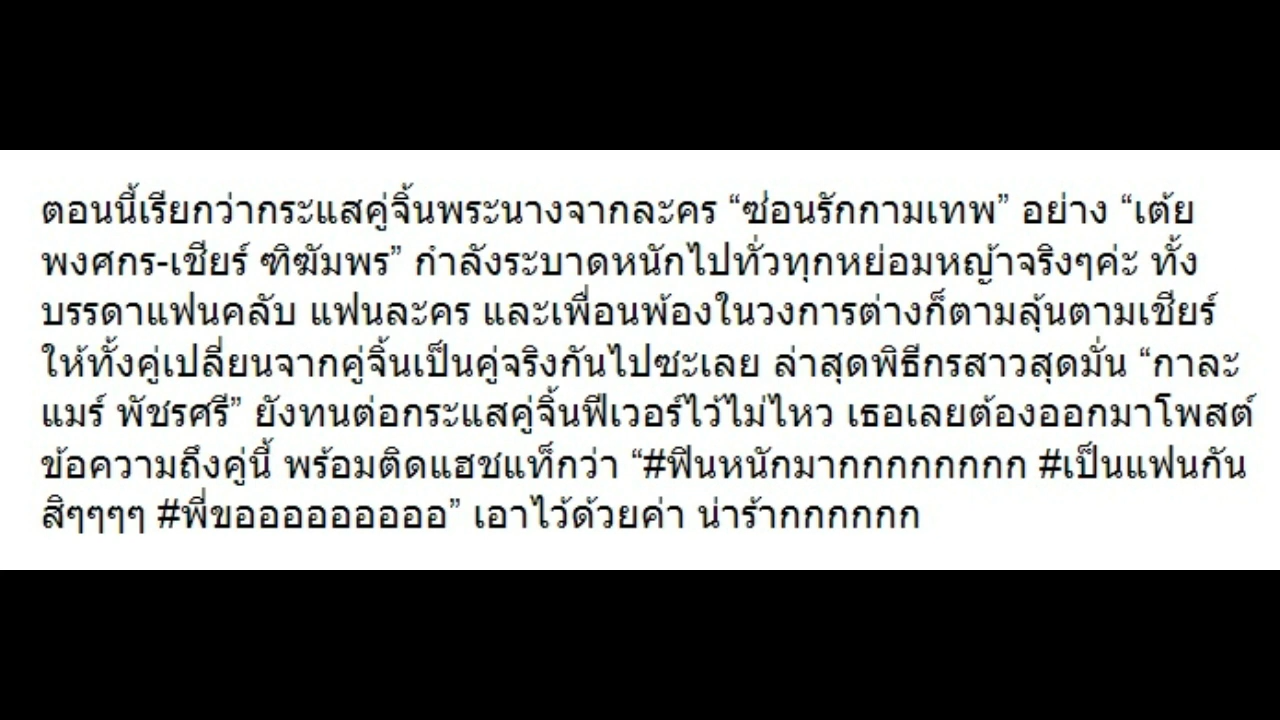 ตอนนี้เรียกว่ากระแสคู่จิ้นพระนางจากละคร “ซ่อนรักกามเทพ” อย่าง “เต้ย
พงศกร-เชียร์ ฑิฆัมพร” กำลังระบาดหนักไปทั่วทุกหย่อมหญ้าจริงๆค่ะ ทั้ง
บรรดาแฟนคลับ แฟนละคร และเพื่อนพ้องในวงการต่างก็ตามลุ้นตามเชียร์
ให้ทั้งคู่เปลี่ยนจากคู่จิ้นเป็นคู่จริงกันไปซะเลย ล่าสุดพิธีกรสาวสุดมั่น “กาละ
แมร์ พัชรศรี” ยังทนต่อกระแสคู่จิ้นฟีเวอร์ไว้ไม่ไหว เธอเลยต้องออกมาโพสต์
ข้อความถึงคู่นี้ พร้อมติดแฮชแท็กว่า “#ฟินหนักมากกกกกกกก #เป็นแฟนกัน
สิๆๆๆๆ #พี่ขออออออออออ” เอาไว้ด้วยค่า น่าร้ากกกกกก